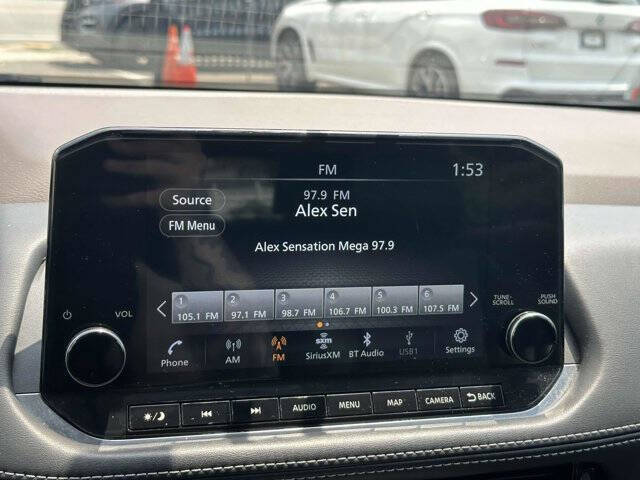 FM
1:53
Source
97.9 FM
Alex Sen
FM Menu
Alex Sensation Mega 97.9
1 2 3 4 5 6
105.1 FM 97.1 FM 98.7 FM 106.7 FM 100.3 FM 107.5 FM
VOL
TUNE-
SCROLL
PUSH
SOUND
sxm
Phone AM FM SiriusXM BT Audio USB1 Settings
AUDIO MENU MAP CAMERA BACK